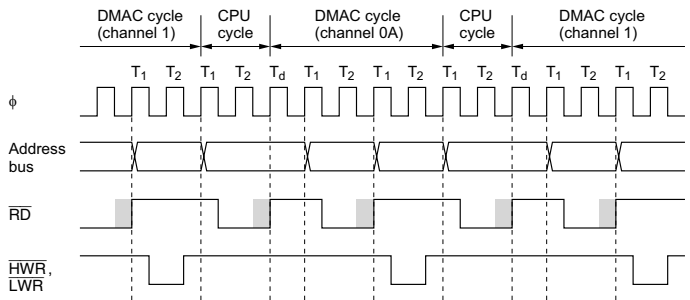 DMAC cycle (channel 1) CPU cycle DMAC cycle (channel 0A) CPU cycle DMAC cycle (channel 1)
T1 T2 T1 T2 Td T1 T2 T1 T2 T1 T2 Td T1 T2 T1 T2
ϕ
Address
bus
RD
HWR,
LWR